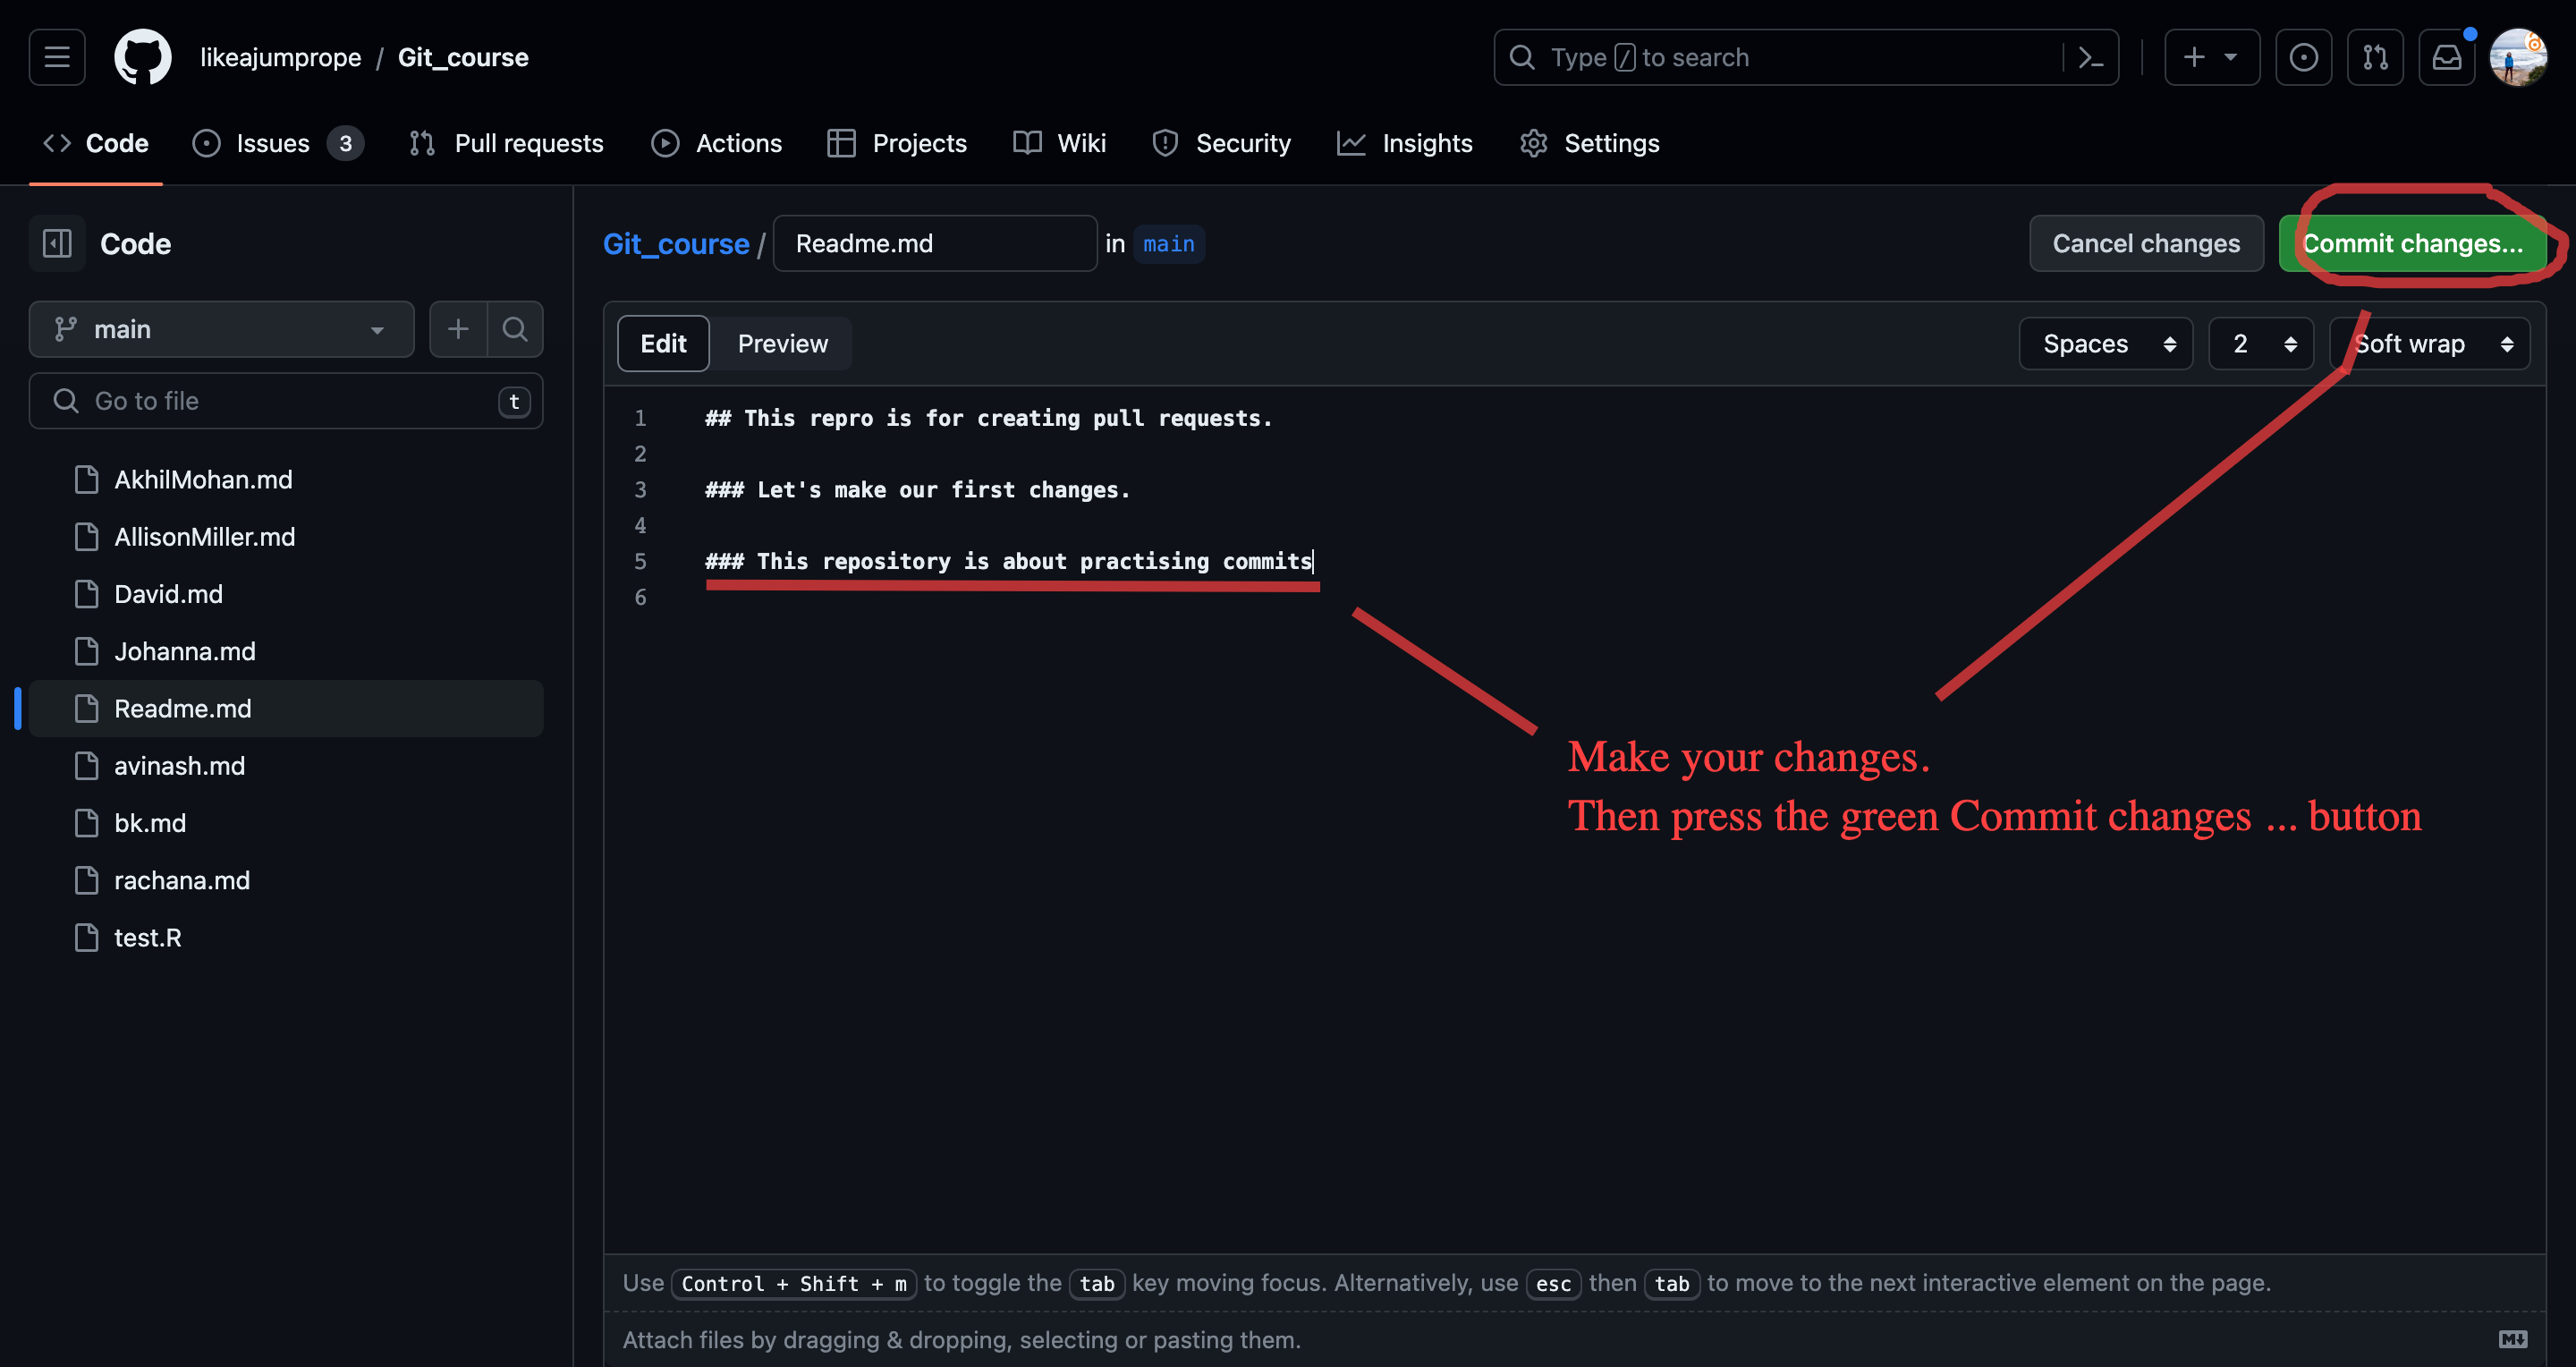 likeajumprope / Git_course
Type / to search
Code
Issues 3
Pull requests
Actions
Projects
Wiki
Security
Insights
Settings
Code
Git_course / Readme.md in main
Cancel changes
Commit changes...
main
Edit
Preview
Spaces
2
Soft wrap
Go to file t
AkhilMohan.md
AllisonMiller.md
David.md
Johanna.md
Readme.md
avinash.md
bk.md
rachana.md
test.R
1 ## This repro is for creating pull requests.
2
3 ### Let's make our first changes.
4
5 ### This repository is about practising commits
6
Make your changes.
Then press the green Commit changes ... button
Use Control + Shift + m to toggle the tab key moving focus. Alternatively, use esc then tab to move to the next interactive element on the page.
Attach files by dragging & dropping, selecting or pasting them.